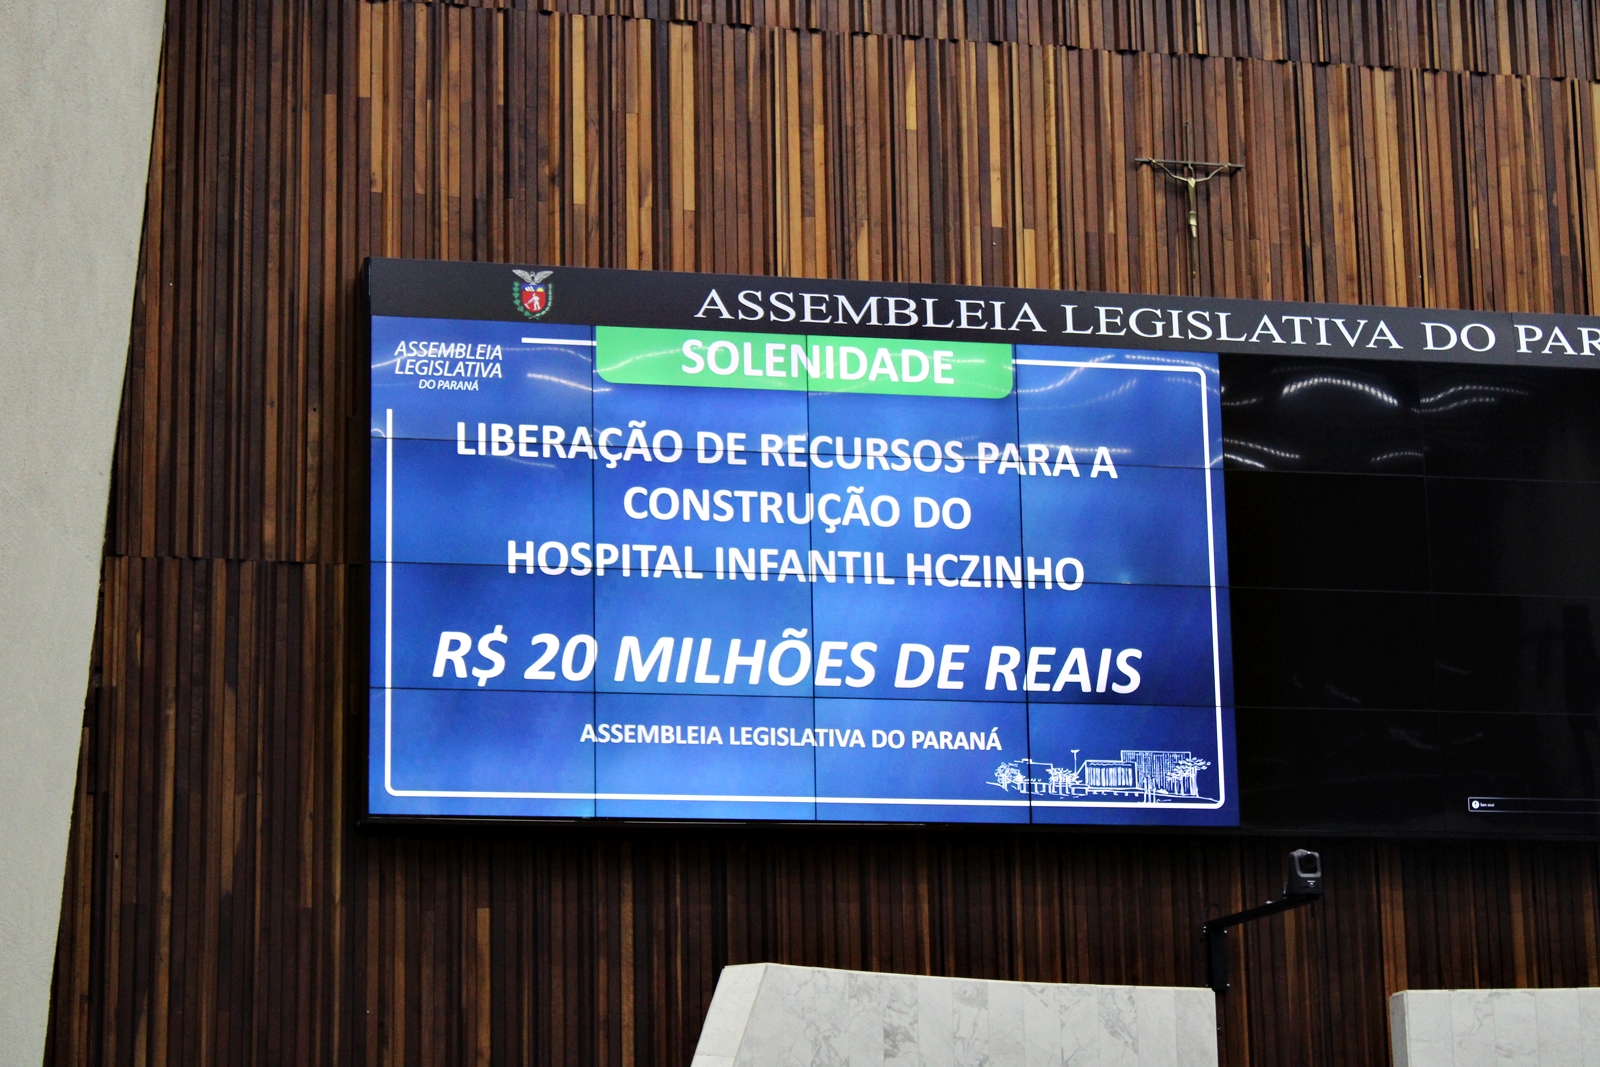 ASSEMBLEIA LEGISLATIVA DO PAR
ASSEMBLEIA
LEGISLATIVA
DO PARANÁ
SOLENIDADE
LIBERAÇÃO DE RECURSOS PARA A
CONSTRUÇÃO DO
HOSPITAL INFANTIL HCZINHO
R$ 20 MILHÕES DE REAIS
ASSEMBLEIA LEGISLATIVA DO PARANÁ